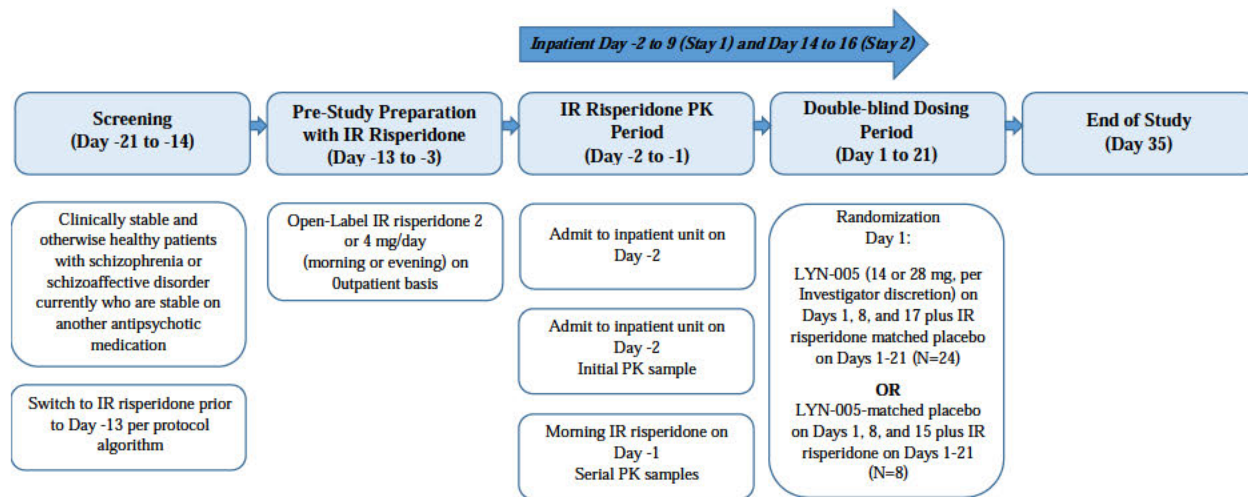 Inpatient Day -2 to 9 (Stay 1) and Day 14 to 16 (Stay 2)
Screening
(Day -21 to -14)
Pre-Study Preparation
with IR Risperidone
(Day -13 to -3)
IR Risperidone PK
Period
(Day -2 to -1)
Double-blind Dosing
Period
(Day 1 to 21)
End of Study
(Day 35)
Clinically stable and
otherwise healthy patients
with schizophrenia or
schizoaffective disorder
currently who are stable on
another antipsychotic
medication
Switch to IR risperidone prior
to Day -13 per protocol
algorithm
Open-Label IR risperidone 2
or 4 mg/day
(morning or evening) on
Outpatient basis
Admit to inpatient unit on
Day -2
Admit to inpatient unit on
Day -2
Initial PK sample
Morning IR risperidone on
Day -1
Serial PK samples
Randomization
Day 1:
LYN-005 (14 or 28 mg, per
Investigator discretion) on
Days 1, 8, and 17 plus IR
risperidone matched placebo
on Days 1-21 (N=24)
OR
LYN-005-matched placebo
on Days 1, 8, and 15 plus IR
risperidone on Days 1-21
(N=8)